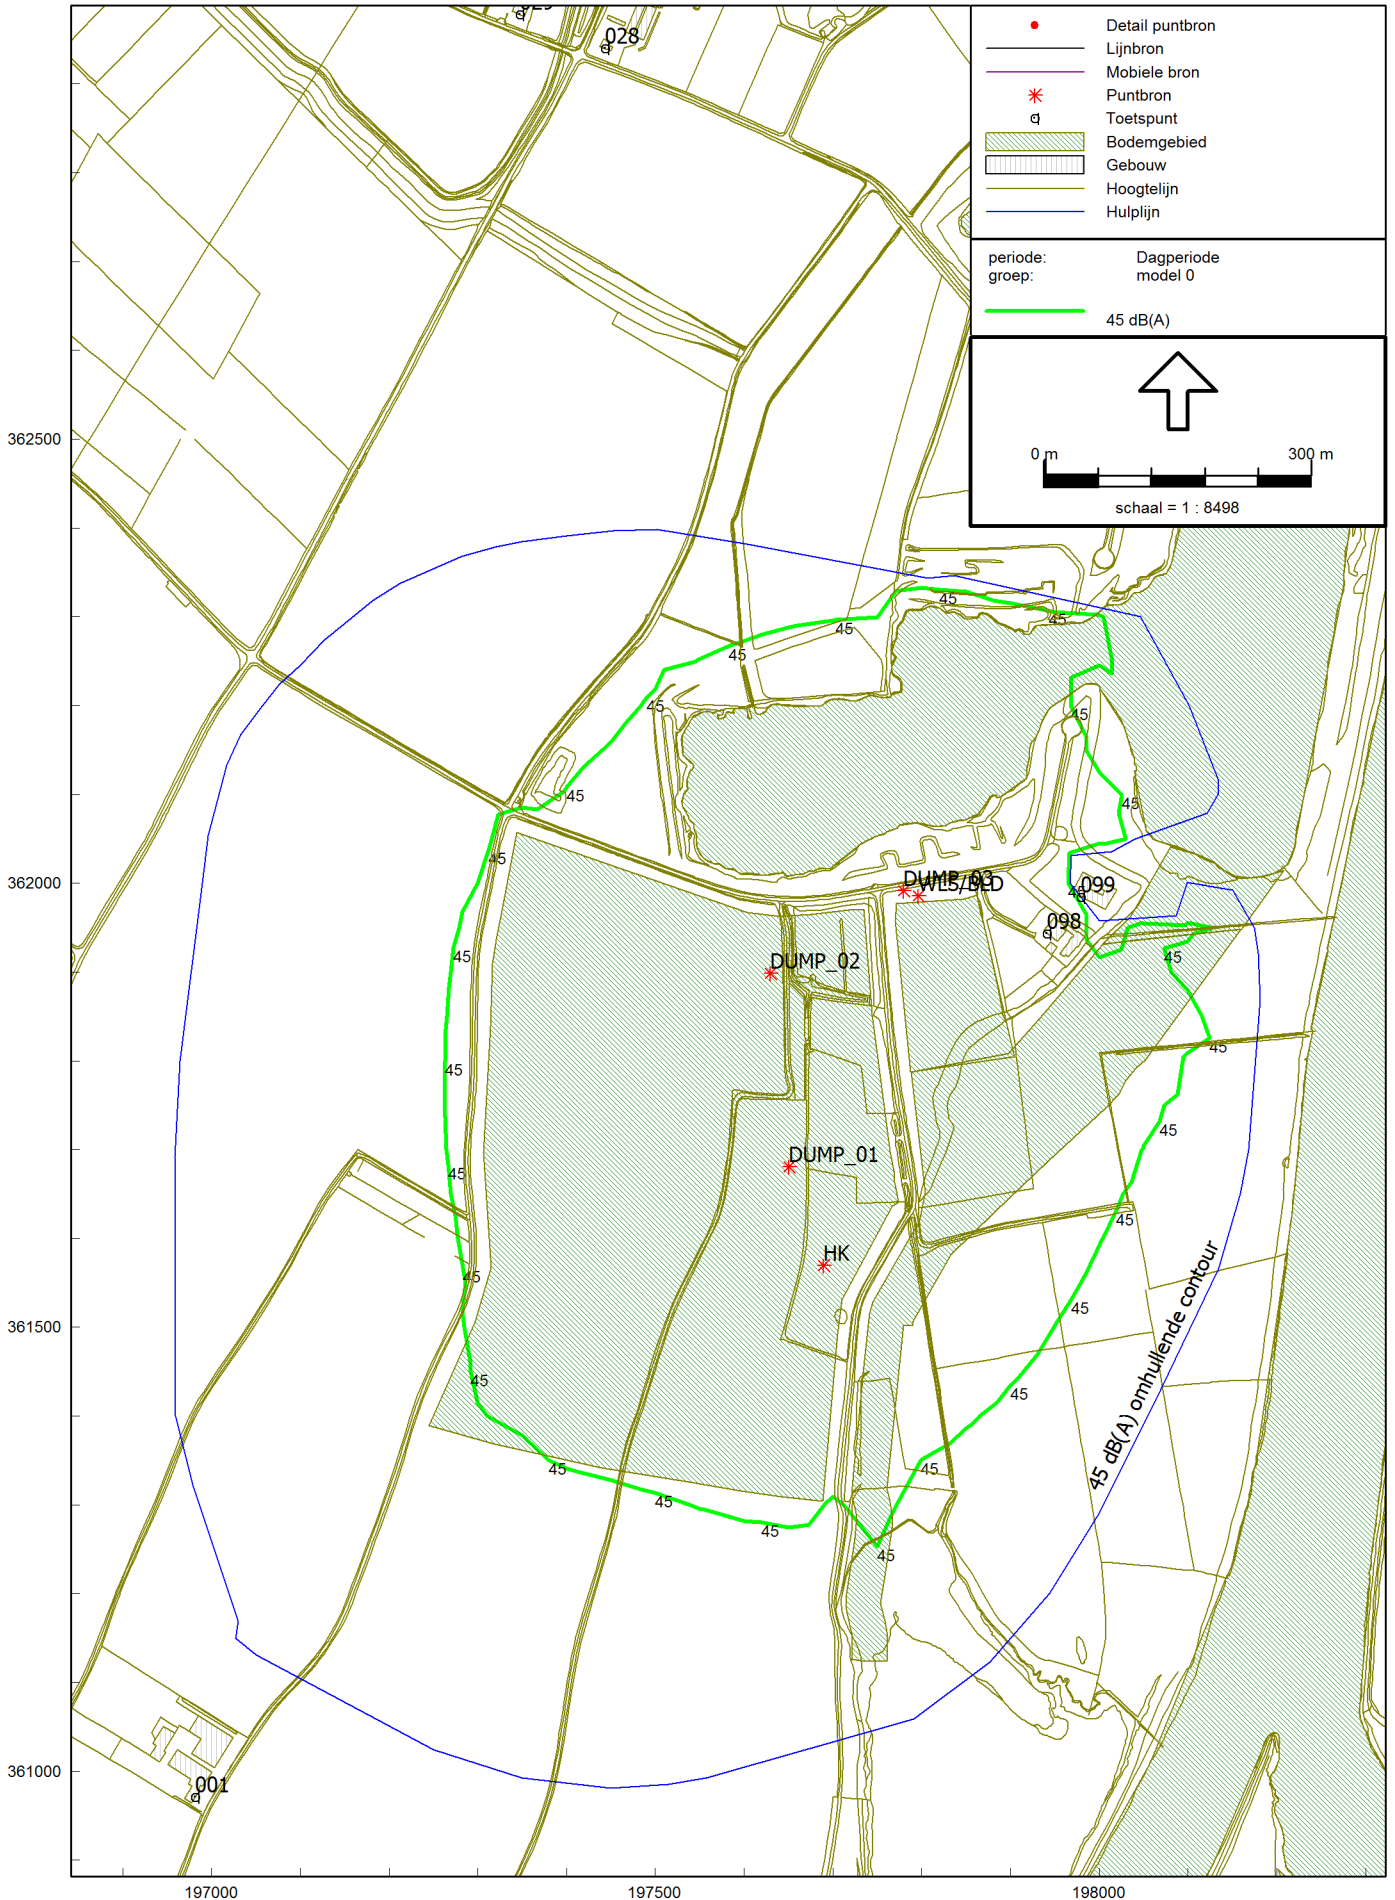 028
Detail puntbron
Lijnbron
Mobiele bron
Puntbron
Toetspunt
Bodemgebied
Gebouw
Hoogtelijn
Hulplijn
periode: Dagperiode
groep: model 0
45 dB(A)
0 m 300 m
schaal = 1 : 8498
362500
45
45
45
45
45
45
45
45
45
45
362000
DUMP_03
099
45
098
45
45
DUMP_02
45
45
45
DUMP_01
45
45
HK
45
45
361500
45 dB(A) omhullende contour
45
45
45
45
45
45
45
361000
001
197000
197500
198000